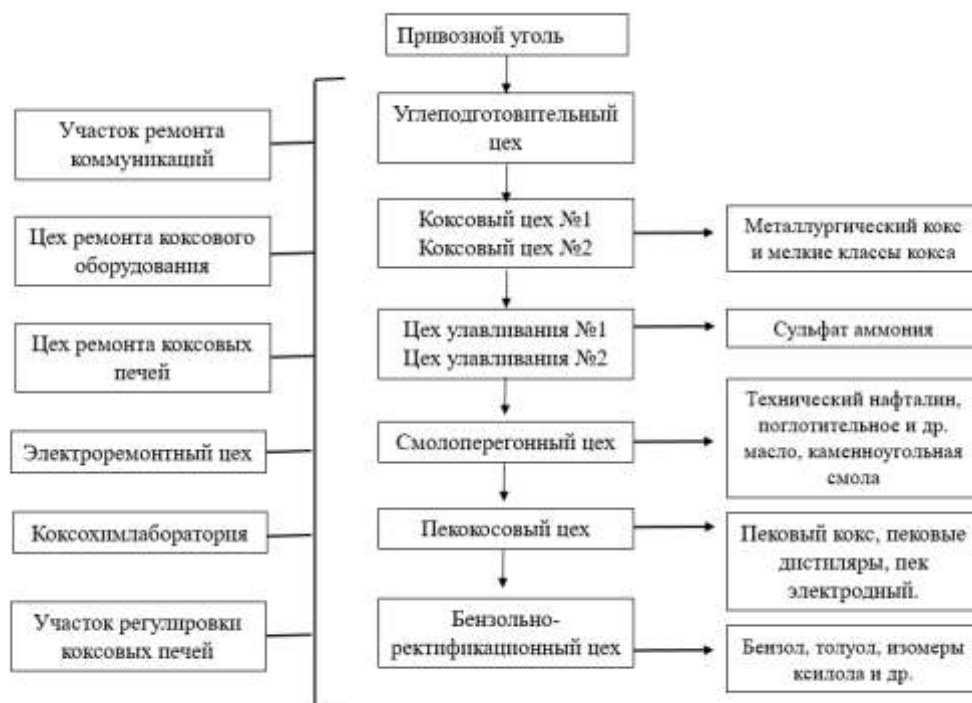 Привозной уголь
Углеподготовительный
цех
Коксовый цех №1
Коксовый цех №2
Цех улавливания №1
Цех улавливания №2
Смолоперегонный цех
Пекокосовый цех
Бензольно-
ректификационный цех
Участок ремонта
коммуникаций
Цех ремонта коксового
оборудования
Цех ремонта коксовых
печей
Электроремонтный цех
Коксохимлаборатория
Участок регулировки
коксовых печей
Металлургический кокс
и мелкие классы кокса
Сульфат аммония
Технический нафталин,
поглотительное и др.
масло, каменноугольная
смола
Пековый кокс, пековые
дистиляры, пек
электродный.
Бензол, толуол, изомеры
ксилола и др.